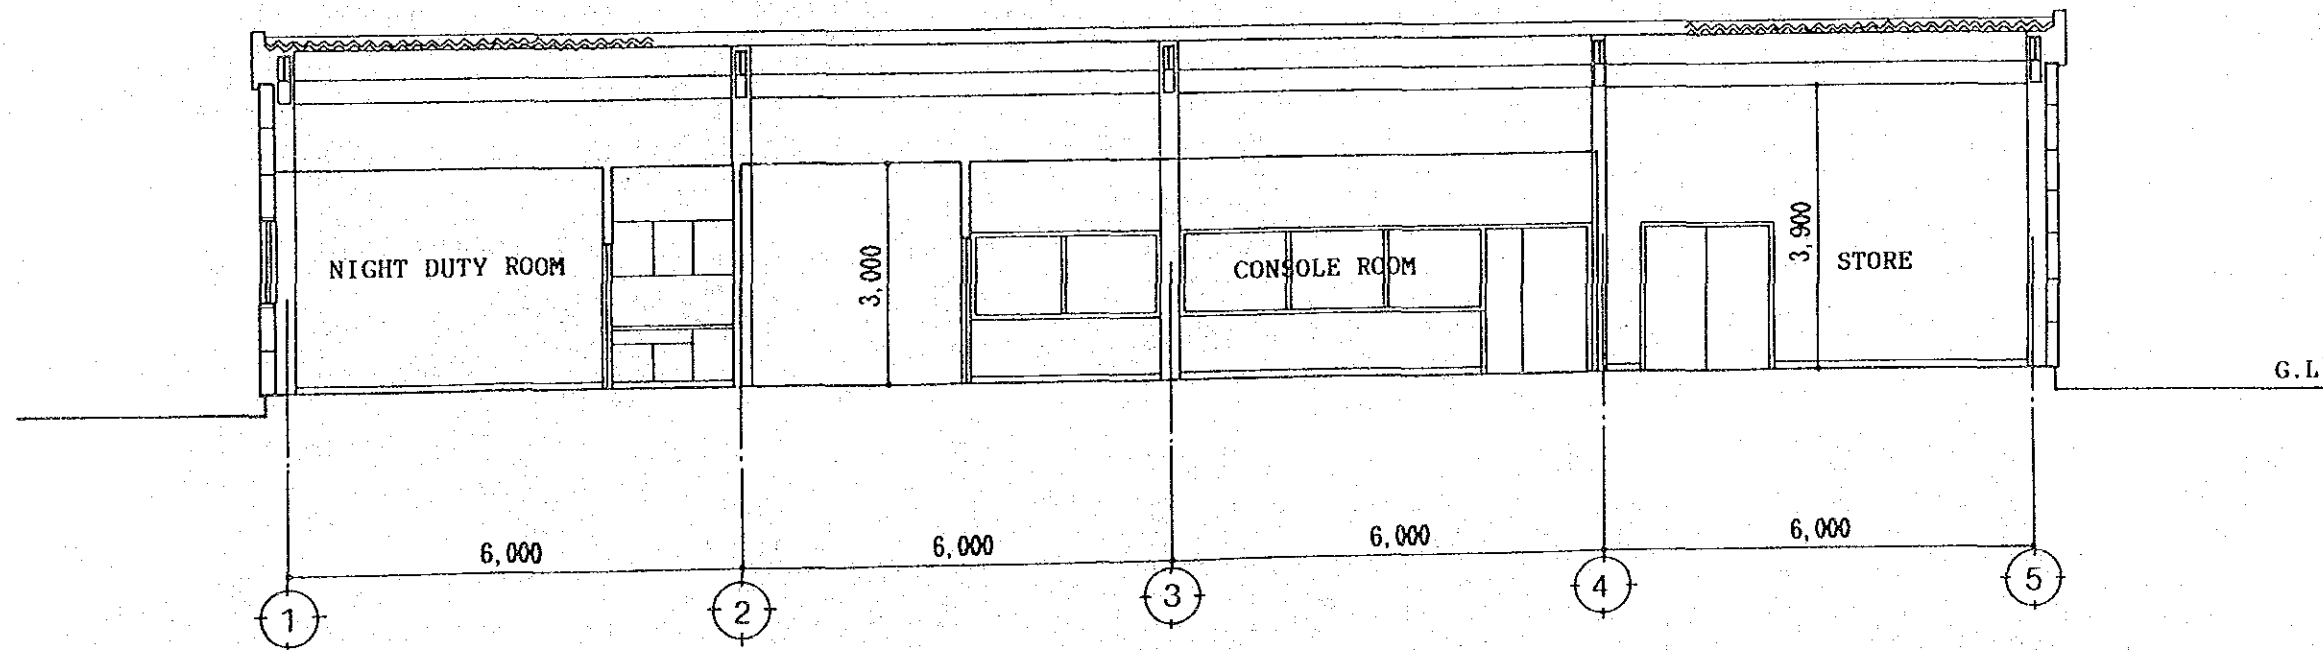 NIGHT DUTY ROOM
3,000
CONSOLE ROOM
3,900
STORE
G.L
6,000
6,000
6,000
6,000
1
2
3
4
5